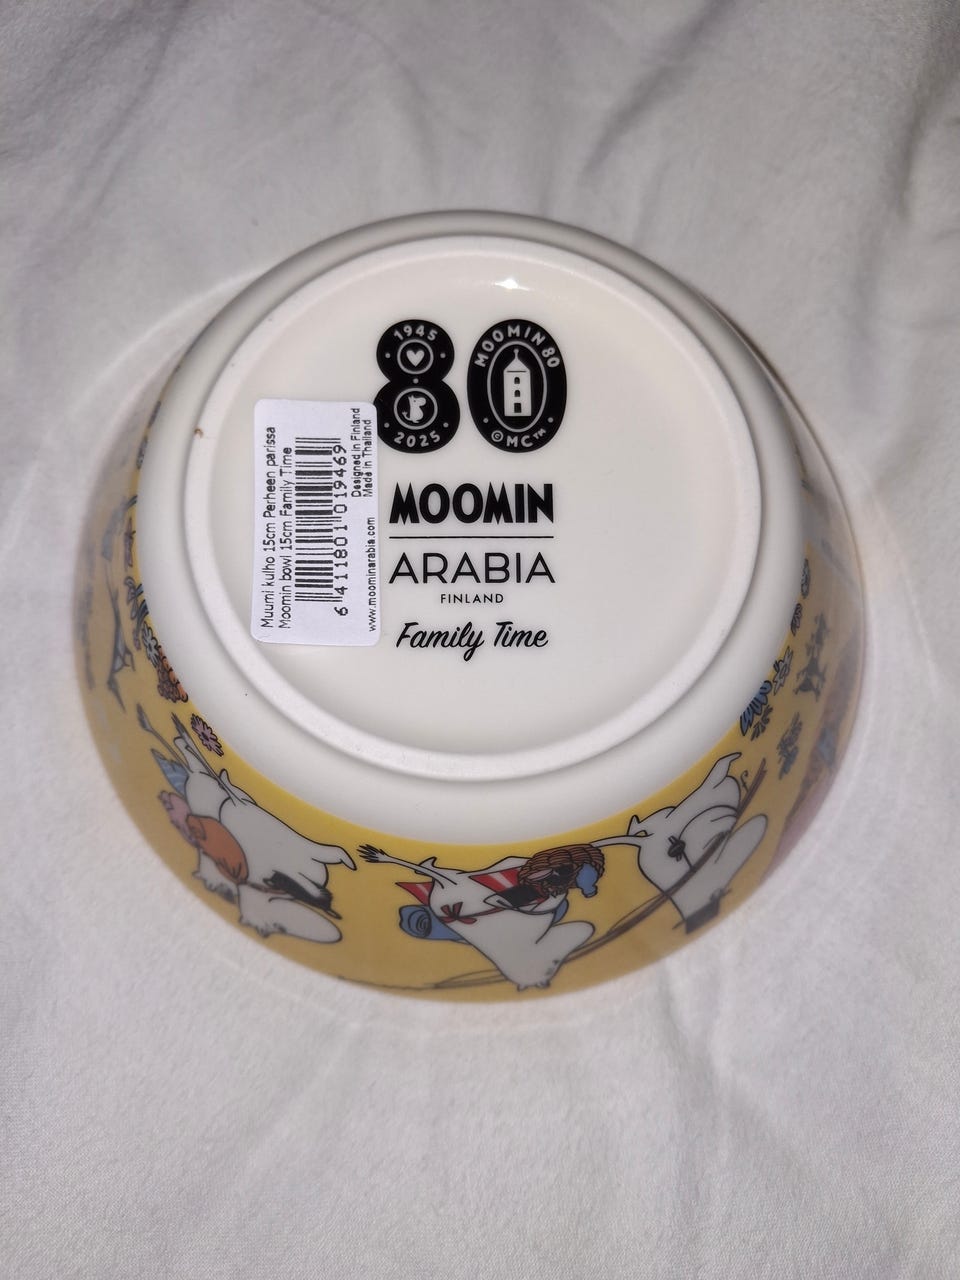 1945
2025
MOOMIN 80
© MC™
MOOMIN
ARABIA
FINLAND
Family Time
Muumi kulho 15cm Perheen parissa
Moomin bowl 15cm Family Time
6 411801 019469
Designed in Finland
Made in Thailand
www.moominarabia.com